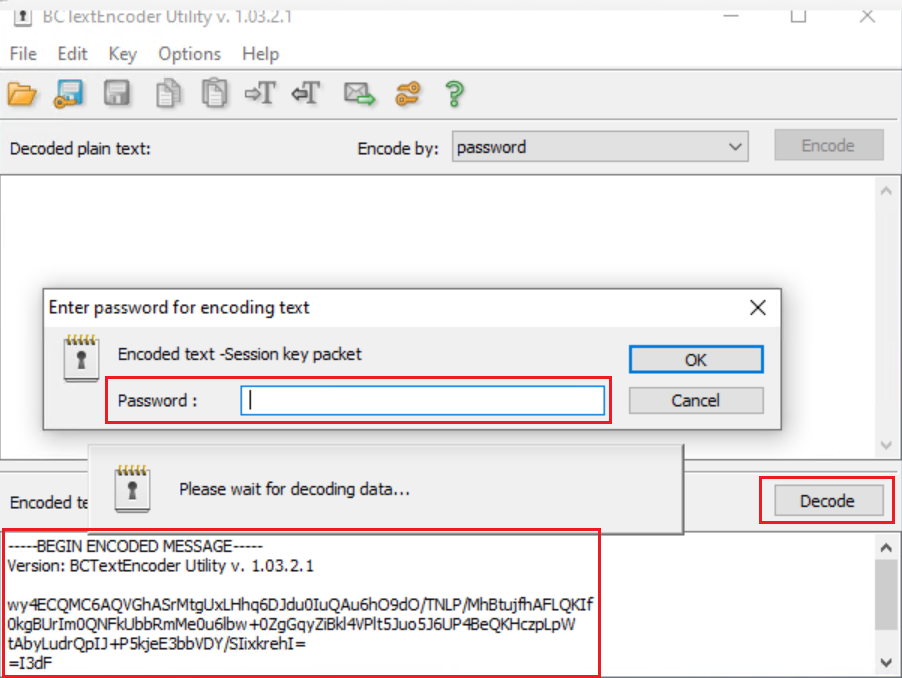 BCTextEncoder Utility v. 1.03.2.1
File Edit Key Options Help
Decoded plain text:
Encode by: password
Encode
Enter password for encoding text
Encoded text -Session key packet
OK
Password :
Cancel
Please wait for decoding data...
Encoded te
Decode
-----BEGIN ENCODED MESSAGE-----
Version: BCTextEncoder Utility v. 1.03.2.1
wy4ECQMC6AQVGhASrMtgUxLHhq6DJdu0IuQAu6hO9dO/TNLP/MhBtujfhAFLQKIf
0kgBUrIm0QNFkUbbRmMe0u6lbw+0ZgGqyZiBkl4VPlt5Juo5J6UP4BeQKHczpLpW
tAbyLudrQpIJ+P5kjeE3bbVDY/SIixkrehI=
=I3dF